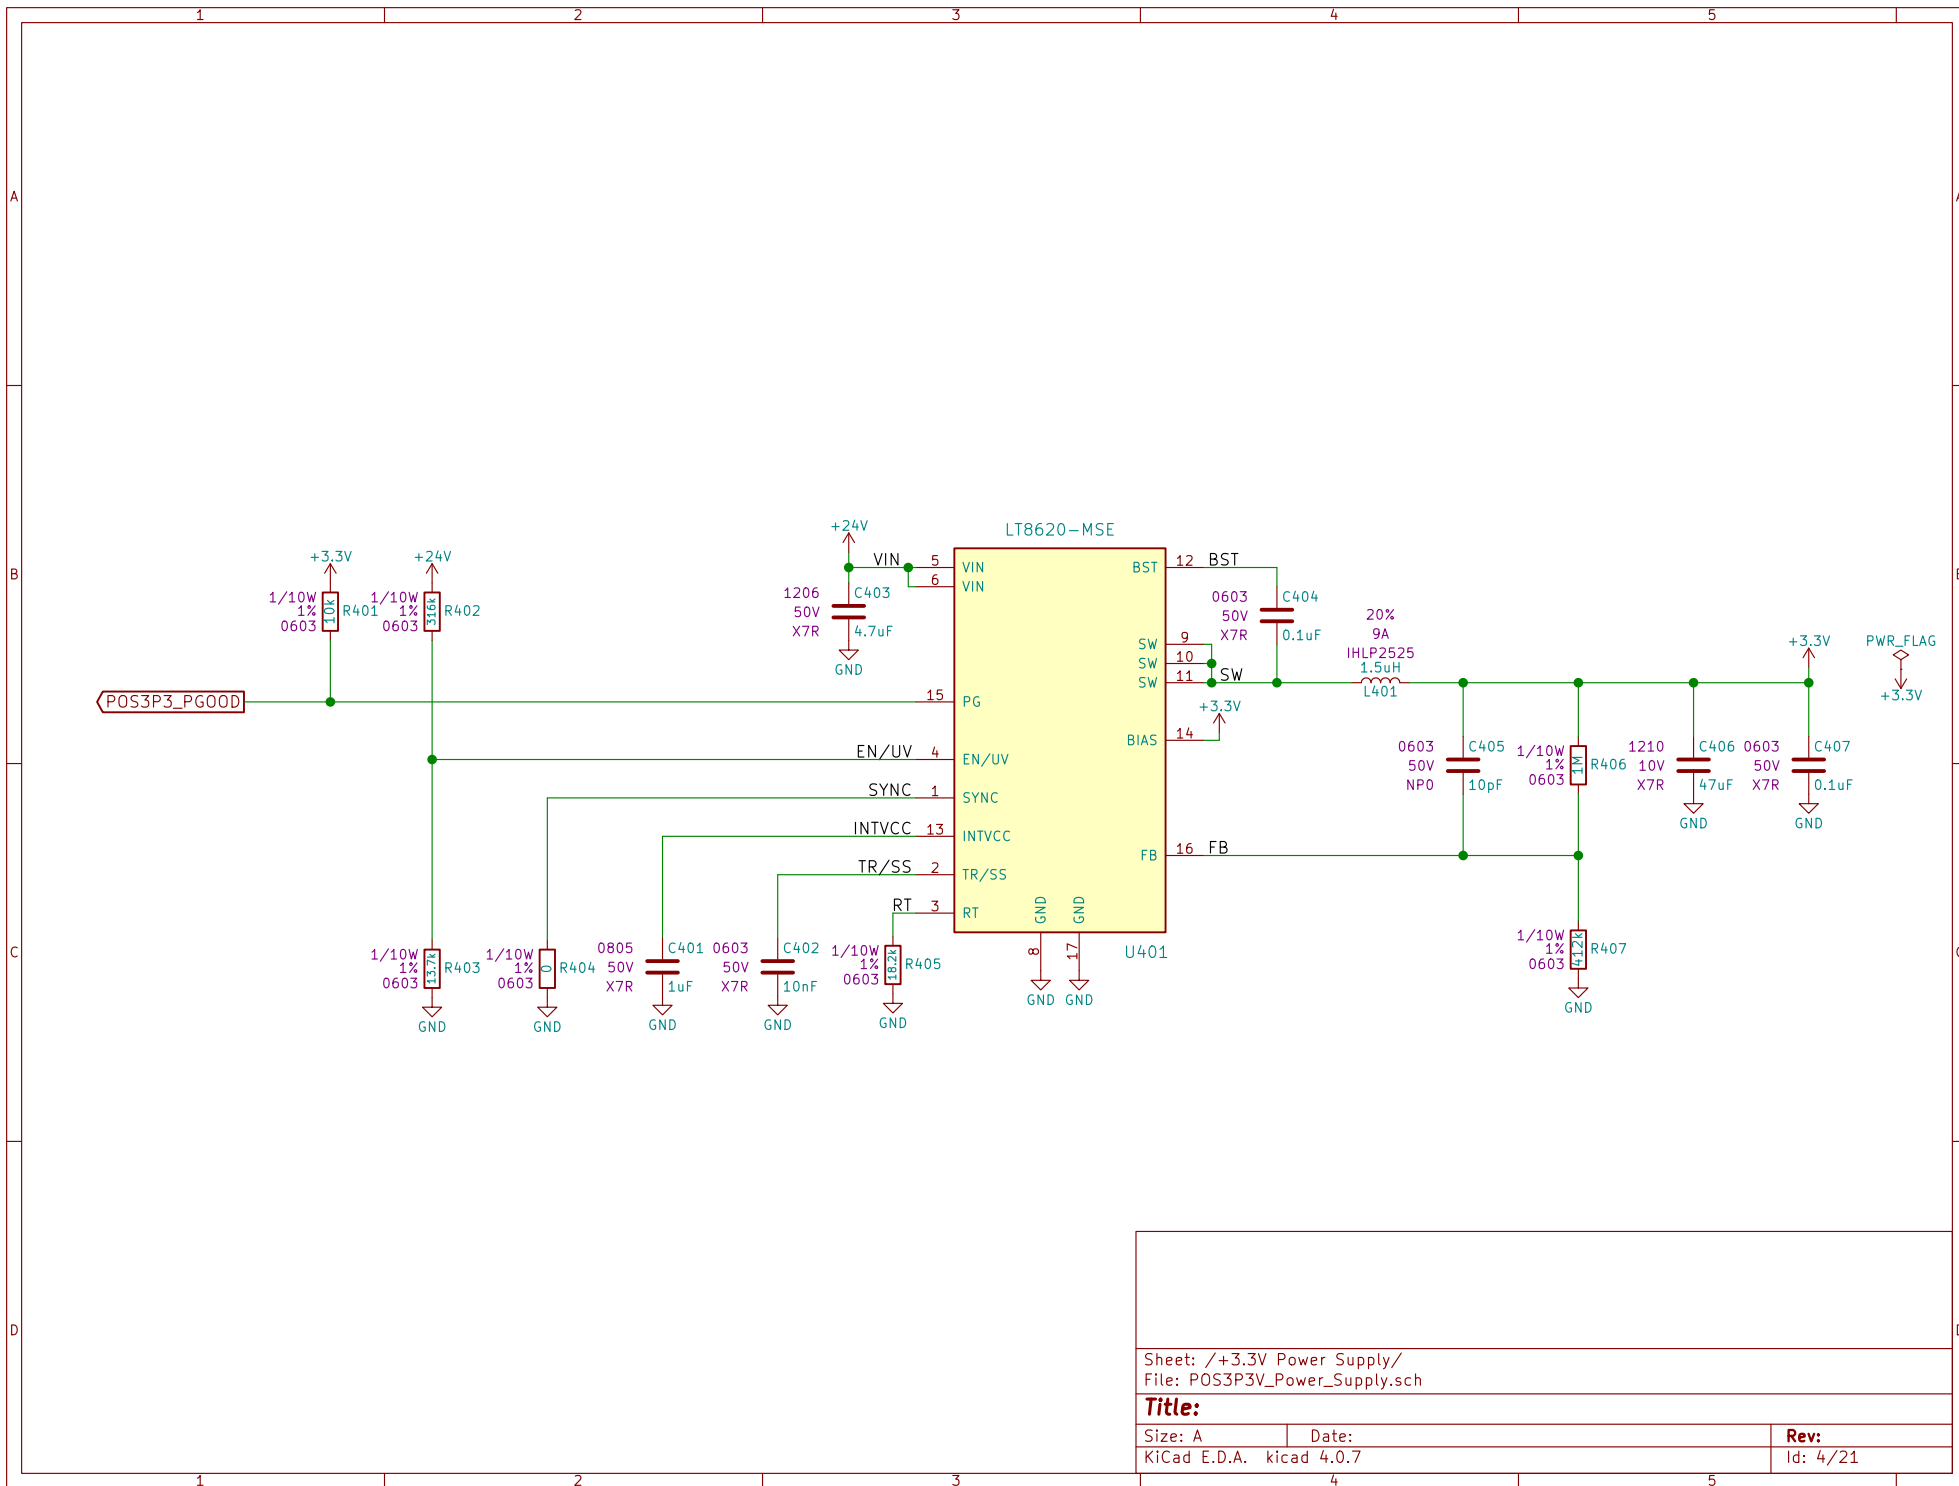 1 2 3 4 5
A A
LT8620-MSE
+24V
VIN 5 VIN
6 VIN
1206 C403
50V
X7R 4.7uF
GND
+3.3V
1/10W
1% 10k R401
0603
+24V
1/10W
1% 316k R402
0603
POS3P3_PGOOD
15 PG
EN/UV 4 EN/UV
SYNC 1 SYNC
INTVCC 13 INTVCC
TR/SS 2 TR/SS
RT 3 RT
BST 12 BST
0603 C404
50V
X7R 0.1uF
SW 9
SW 10
SW 11 SW
20%
9A
IHLP2525
1.5uH
L401
+3.3V
BIAS 14
+3.3V
PWR_FLAG
+3.3V
0603 C405
50V
NP0 10pF
1/10W
1% 1M R406
0603
1210 C406
10V
X7R 47uF
GND
0603 C407
50V
X7R 0.1uF
GND
FB 16 FB
1/10W
1% 412k R407
0603
GND
GND GND
8 17
GND GND
U401
1/10W
1% 13.7k R403
0603
GND
1/10W
1% 0 R404
0603
GND
0805 C401
50V
X7R 1uF
GND
0603 C402
50V
X7R 10nF
GND
1/10W
1% 18.2k R405
0603
GND
B
C
D
Sheet: /+3.3V Power Supply/
File: POS3P3V_Power_Supply.sch
Title:
Size: A Date: Rev:
KiCad E.D.A. kicad 4.0.7 Id: 4/21
1 2 3 4 5